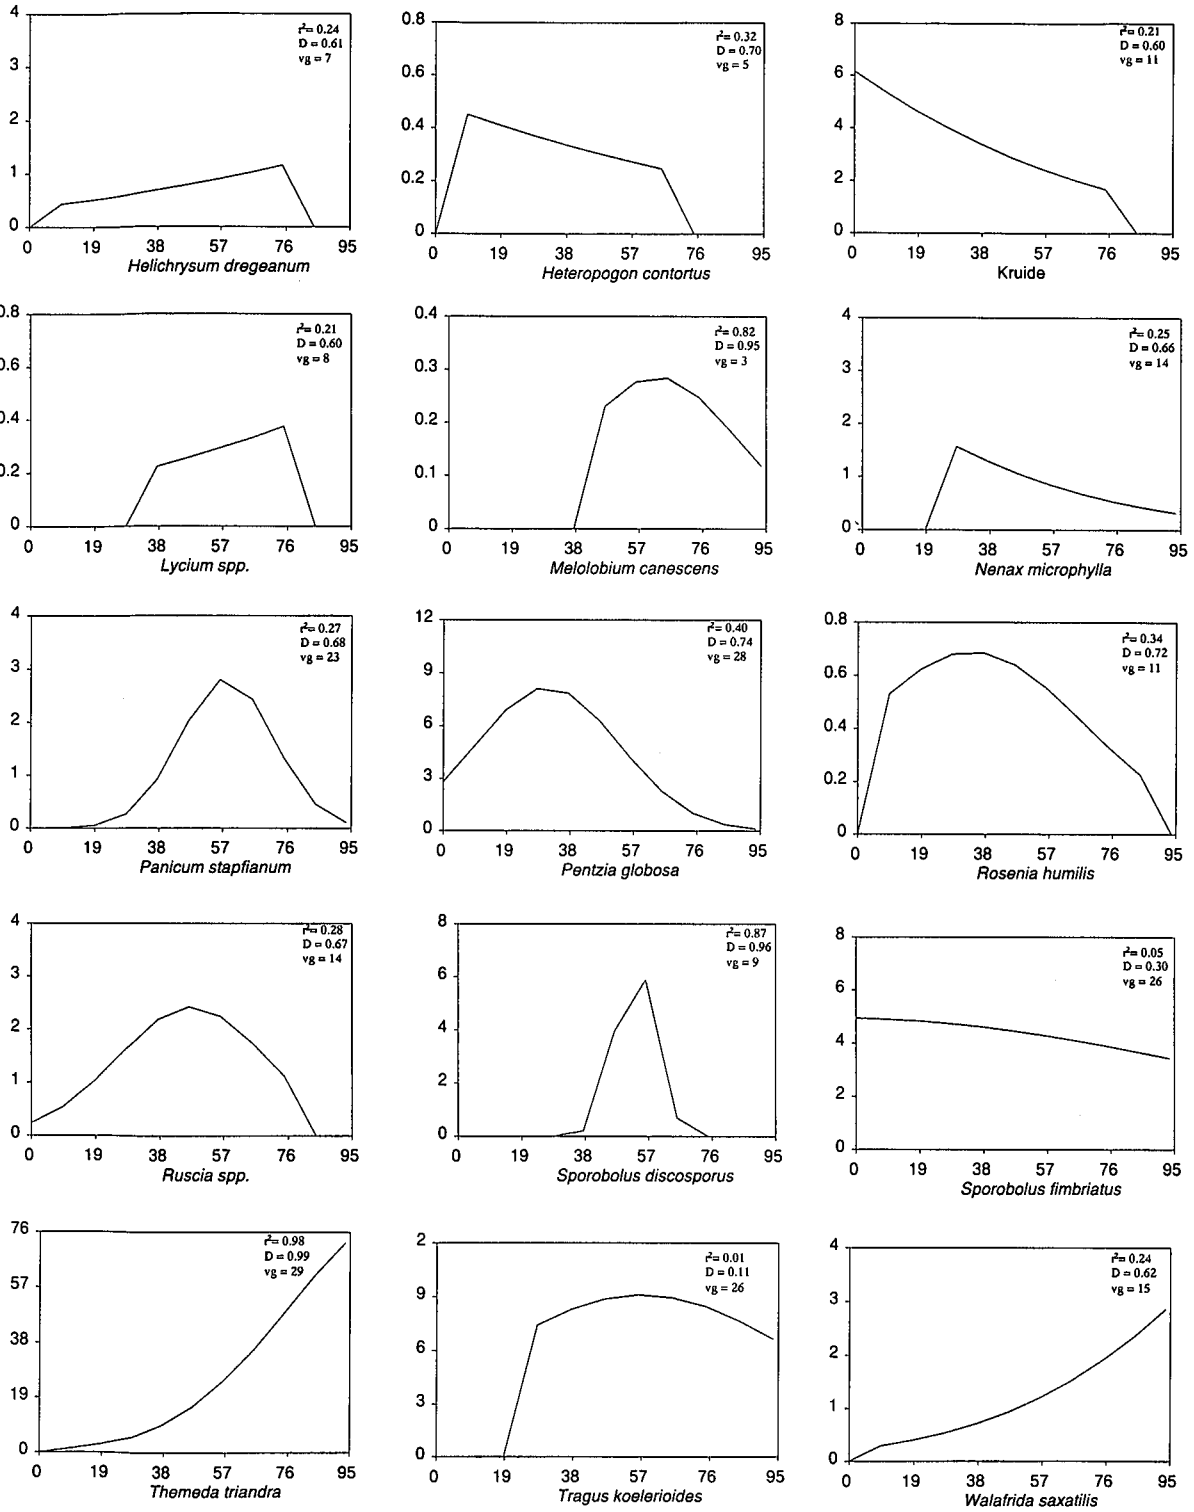 4
3
2
1
0
r²= 0.24
D = 0.61
vg = 7
0 19 38 57 76 95
Helichrysum dregeanum
0.8
0.6
0.4
0.2
0
r²= 0.32
D = 0.70
vg = 5
0 19 38 57 76 95
Heteropogon contortus
8
6
4
2
0
r²= 0.21
D = 0.60
vg = 11
0 19 38 57 76 95
Kruide
0.8
0.6
0.4
0.2
0
r²= 0.21
D = 0.60
vg = 8
0 19 38 57 76 95
Lycium spp.
0.4
0.3
0.2
0.1
0
r²= 0.82
D = 0.95
vg = 3
0 19 38 57 76 95
Melolobium canescens
4
3
2
1
0
r²= 0.25
D = 0.66
vg = 14
0 19 38 57 76 95
Nenax microphylla
4
3
2
1
0
r²= 0.27
D = 0.68
vg = 23
0 19 38 57 76 95
Panicum stapfianum
12
9
6
3
0
r²= 0.40
D = 0.74
vg = 28
0 19 38 57 76 95
Pentzia globosa
0.8
0.6
0.4
0.2
0
r²= 0.34
D = 0.72
vg = 11
0 19 38 57 76 95
Rosenia humilis
4
3
2
1
0
r²= 0.28
D = 0.67
vg = 14
0 19 38 57 76 95
Ruscia spp.
8
6
4
2
0
r²= 0.87
D = 0.96
vg = 9
0 19 38 57 76 95
Sporobolus discosporus
8
6
4
2
0
r²= 0.05
D = 0.30
vg = 26
0 19 38 57 76 95
Sporobolus fimbriatus
76
57
38
19
0
r²= 0.98
D = 0.99
vg = 29
0 19 38 57 76 95
Themeda triandra
2
9
6
3
0
r²= 0.01
D = 0.11
vg = 26
0 19 38 57 76 95
Tragus koelerioides
4
3
2
1
0
r²= 0.24
D = 0.62
vg = 15
0 19 38 57 76 95
Walafrida saxatilis